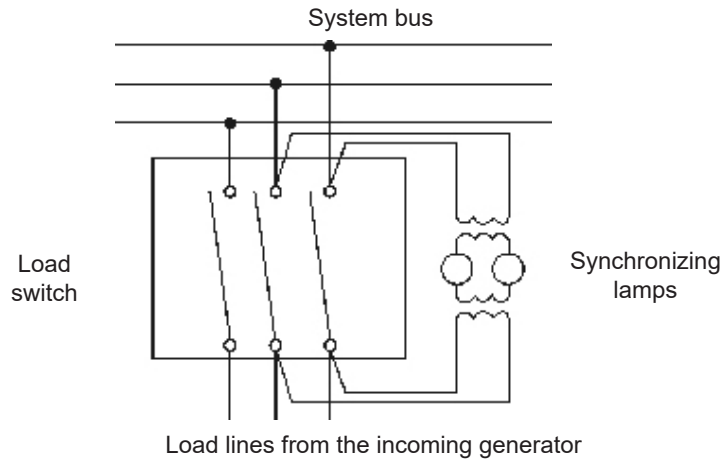 System bus
Load
switch
Synchronizing
lamps
Load lines from the incoming generator